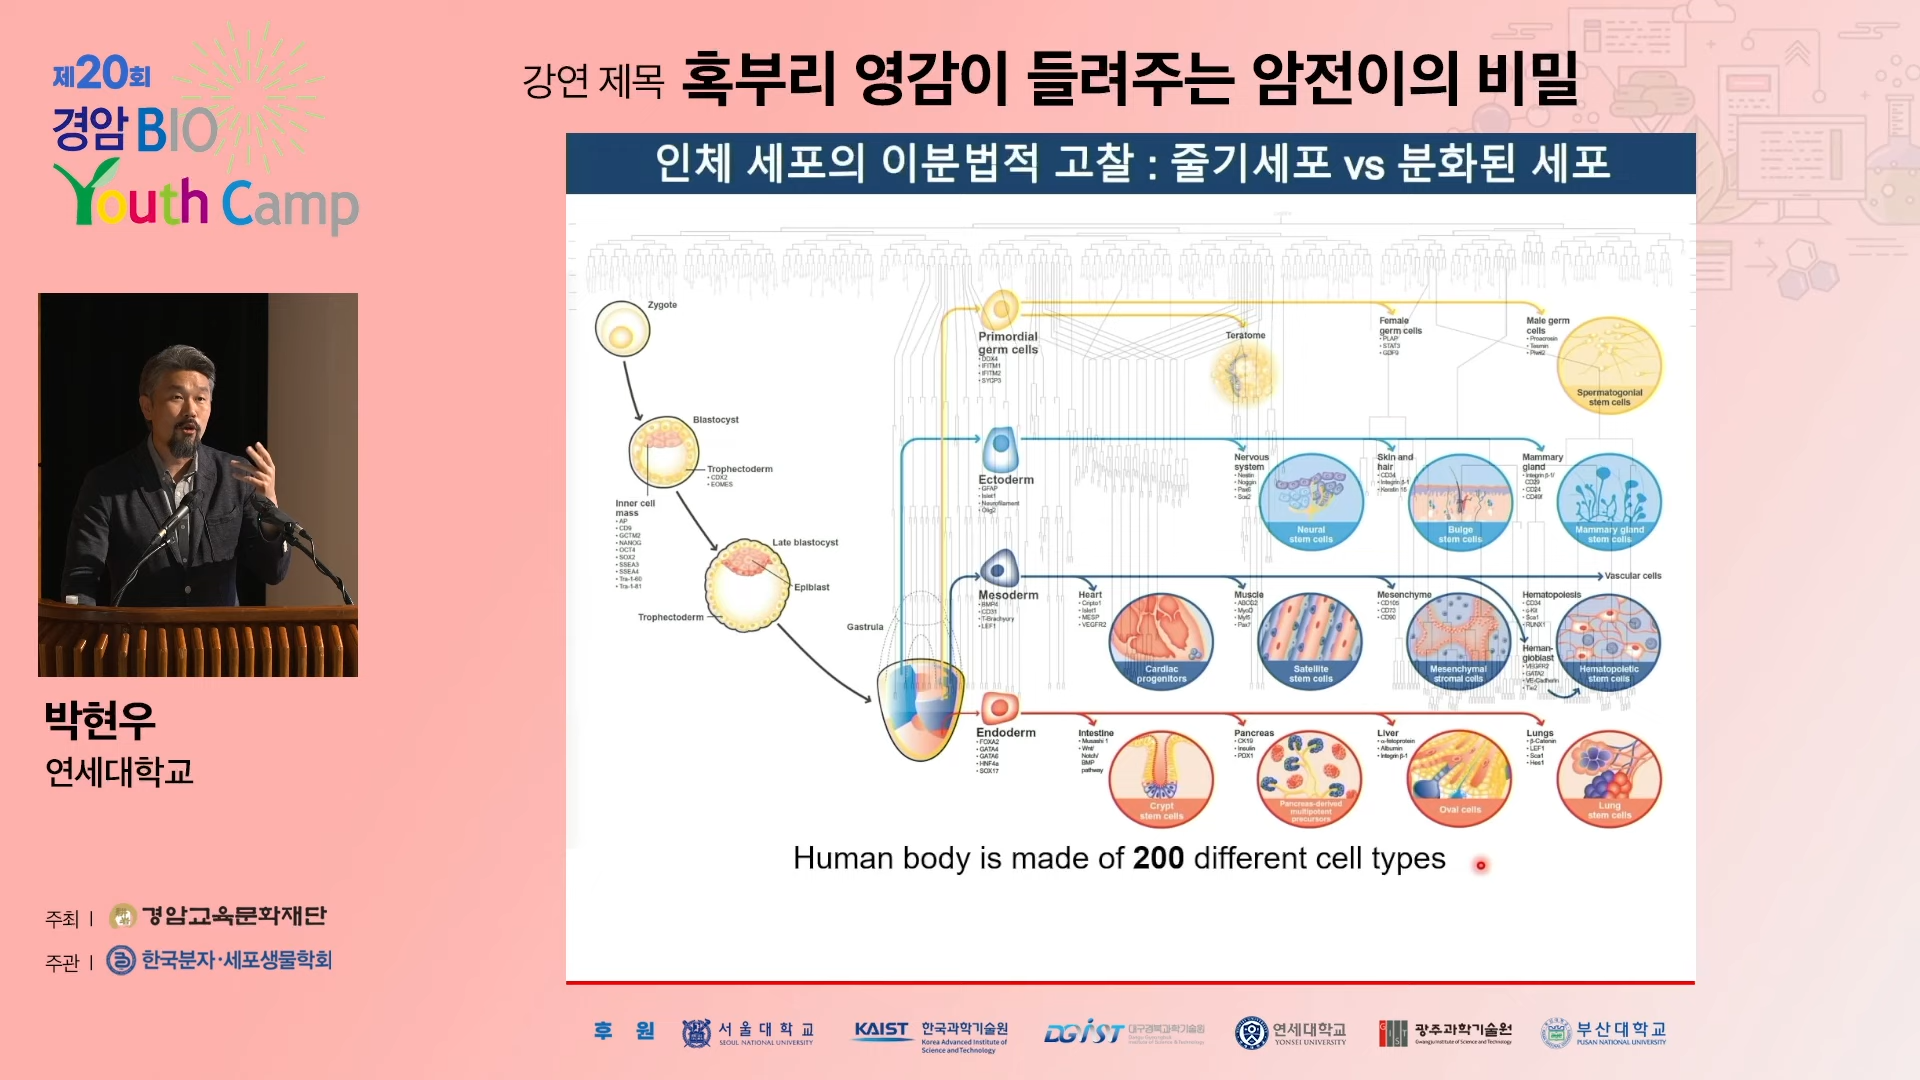 제20회
경암 BIO
Youth Camp
강연 제목 혹부리 영감이 들려주는 암전이의 비밀
인체 세포의 이분법적 고찰 : 줄기세포 vs 분화된 세포
Zygote
Blastocyst
Trophectoderm
• CDX2
• EOMES
Inner cell
mass
• AP
• CD9
• GCTM2
• NANOG
• OCT4
• SOX2
• SSEA3
• SSEA4
• Tra-1-60
• Tra-1-81
Late blastocyst
Epiblast
Trophectoderm
Gastrula
Primordial
germ cells
• IFITM1
• IFITM2
• SYCP3
Teratome
Female
germ cells
• PLAP
• STAT3
• GDF9
Male germ
cells
• Proacrosin
Spermatogonial
stem cells
Ectoderm
• GFAP
• Islet1
• Neurofilament
• Olig2
Nervous
system
• Nestin
• Noggin
• Pax6
• Sox2
Neural
stem cells
Skin and
hair
• CD34
• Integrin β-1
• Keratin 15
Bulge
stem cells
Mammary
gland
• Integrin β-1/
CD29
• CD24
• CD49f
Mammary gland
stem cells
Mesoderm
• BMP4
• CD31
• T-Brachyury
• LEF1
Heart
• Cripto1
• Islet1
• MESP
• VEGFR2
Cardiac
progenitors
Muscle
• ABCG2
• MyoD
• Myf5
• Pax7
Satellite
stem cells
Mesenchyme
• CD105
• CD73
• CD90
Mesenchymal
stromal cells
Vascular cells
Hematopoiesis
• CD34
• c-Kit
• Sca1
• RUNX1
Heman-
gioblast
• VEGFR2
• GATA2
• VE-Cadherin
• Tie2
Hematopoietic
stem cells
Endoderm
• FOXA2
• GATA4
• GATA6
• HNF4a
• SOX17
Intestine
• Musashi 1
• Wnt/
Notch/
BMP
pathway
Crypt
stem cells
Pancreas
• CK19
• Insulin
• PDX1
Pancreas-derived
multipotent
precursors
Liver
• α-fetoprotein
• Albumin
• Integrin β-1
Oval cells
Lungs
• β-Catenin
• LEF1
• Sca1
• Hes1
Lung
stem cells
Human body is made of 200 different cell types
박현우
연세대학교
주최 | 경암교육문화재단
주관 | 한국분자·세포생물학회
후 원
서울대학교
SEOUL NATIONAL UNIVERSITY
KAIST 한국과학기술원
Korea Advanced Institute of
Science and Technology
DGIST 대구경북과학기술원
연세대학교
YONSEI UNIVERSITY
GIST 광주과학기술원
Gwangju Institute of Science and Technology
부산대학교
PUSAN NATIONAL UNIVERSITY